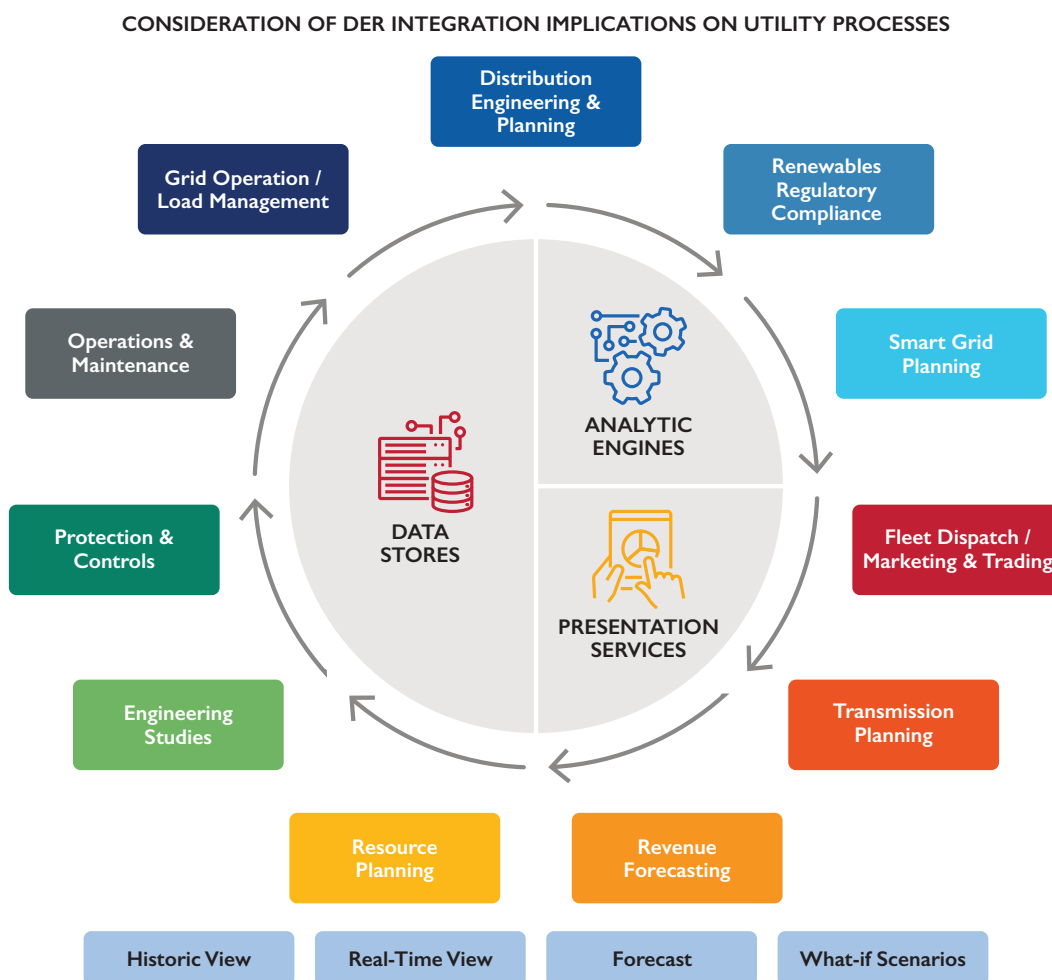 CONSIDERATION OF DER INTEGRATION IMPLICATIONS ON UTILITY PROCESSES
Distribution
Engineering &
Planning
Renewables
Regulatory
Compliance
Smart Grid
Planning
Fleet Dispatch /
Marketing & Trading
Transmission
Planning
Revenue
Forecasting
Resource
Planning
Engineering
Studies
Protection &
Controls
Operations &
Maintenance
Grid Operation /
Load Management
DATA
STORES
ANALYTIC
ENGINES
PRESENTATION
SERVICES
Historic View
Real-Time View
Forecast
What-if Scenarios